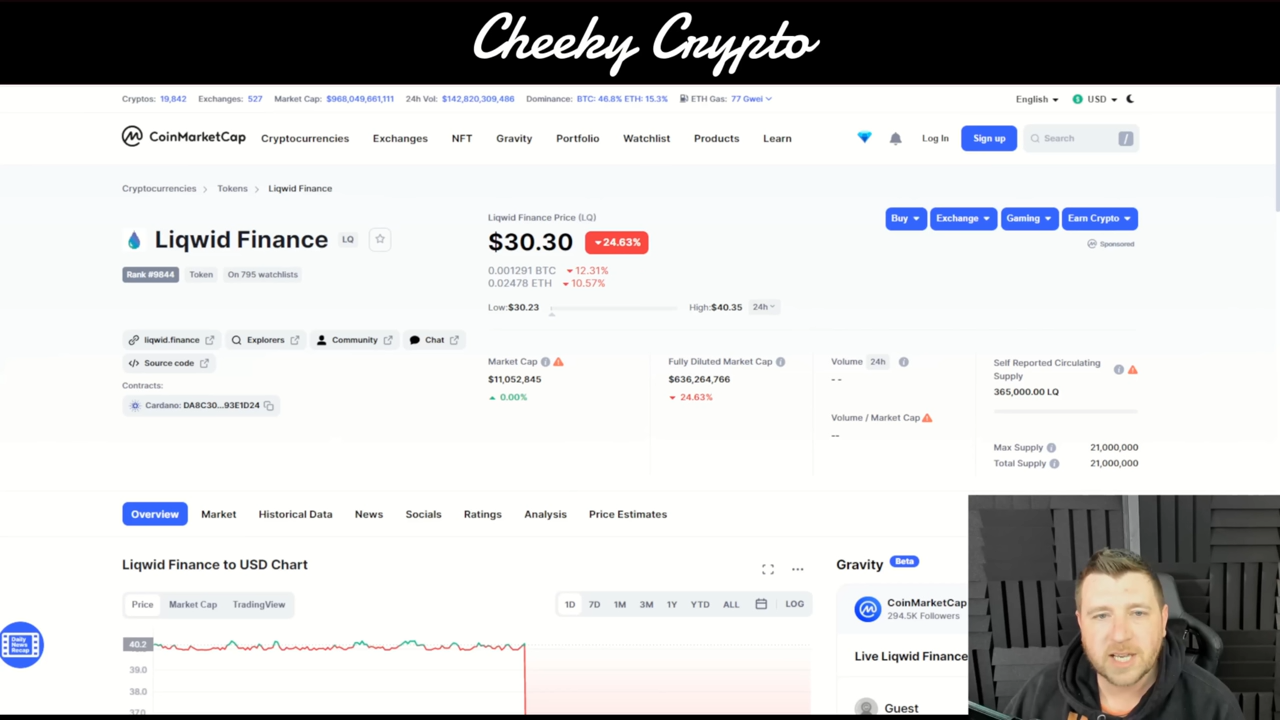 Cheeky Crypto
Cryptos: 19,842 Exchanges: 527 Market Cap: $968,049,661,111 24h Vol: $142,820,309,486 Dominance: BTC: 46.8% ETH: 15.3% ETH Gas: 77 Gwei English USD
CoinMarketCap Cryptocurrencies Exchanges NFT Gravity Portfolio Watchlist Products Learn Log In Sign up Search /
Cryptocurrencies > Tokens > Liqwid Finance
Liqwid Finance Price (LQ)
Buy Exchange Gaming Earn Crypto
Liqwid Finance LQ
$30.30 24.63%
Sponsored
Rank #9844 Token On 795 watchlists
0.001291 BTC 12.31%
0.02478 ETH 10.57%
Low:$30.23 High:$40.35 24h
liqwid.finance Explorers Community Chat
Source code
Contracts:
Cardano: DA8C30...93E1D24
Market Cap
$11,052,845
0.00%
Fully Diluted Market Cap
$636,264,766
24.63%
Volume 24h
- -
Volume / Market Cap
--
Self Reported Circulating
Supply
365,000.00 LQ
Max Supply 21,000,000
Total Supply 21,000,000
Overview Market Historical Data News Socials Ratings Analysis Price Estimates
Liqwid Finance to USD Chart
Price Market Cap TradingView
1D 7D 1M 3M 1Y YTD ALL LOG
40.2
39.0
38.0
37.0
Gravity Beta
CoinMarketCap
294.5K Followers
Live Liqwid Finance
Guest
Daily
News
Recap